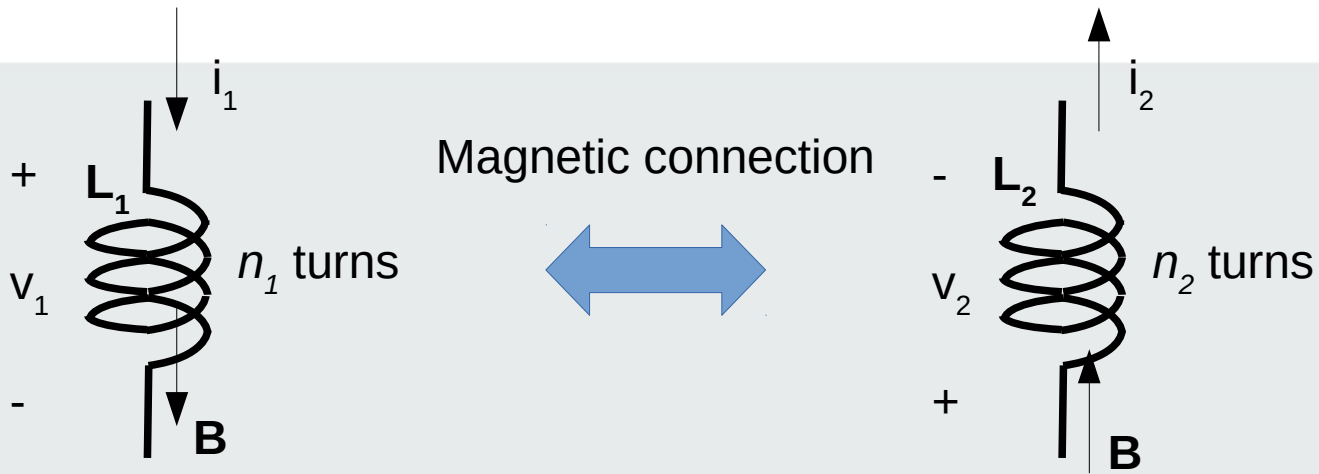 i1
i2
Magnetic connection
+
L1
-
L2
n1 turns
n2 turns
v1
v2
-
+
B
B